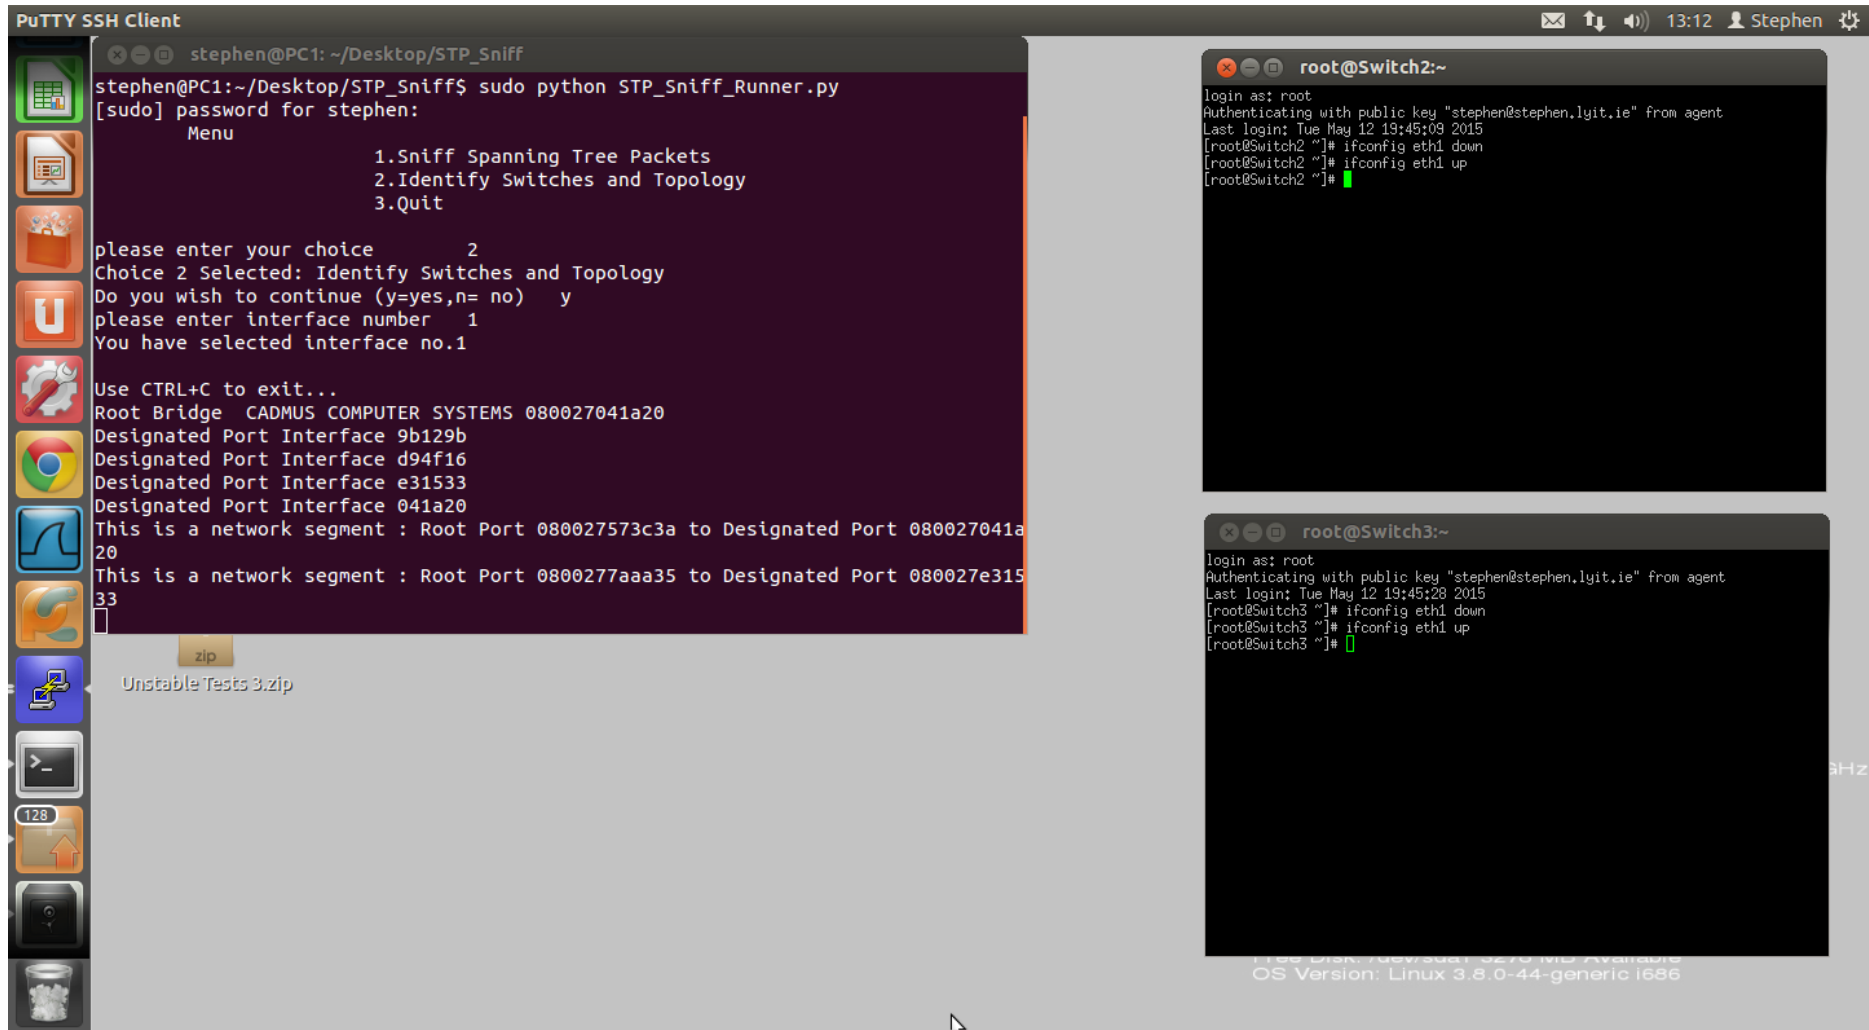 PuTTY SSH Client
13:12 Stephen
stephen@PC1: ~/Desktop/STP_Sniff
stephen@PC1:~/Desktop/STP_Sniff$ sudo python STP_Sniff_Runner.py
[sudo] password for stephen:
Menu
1.Sniff Spanning Tree Packets
2.Identify Switches and Topology
3.Quit
please enter your choice 2
Choice 2 Selected: Identify Switches and Topology
Do you wish to continue (y=yes,n= no) y
please enter interface number 1
You have selected interface no.1
Use CTRL+C to exit...
Root Bridge CADMUS COMPUTER SYSTEMS 080027041a20
Designated Port Interface 9b129b
Designated Port Interface d94f16
Designated Port Interface e31533
Designated Port Interface 041a20
This is a network segment : Root Port 080027573c3a to Designated Port 080027041a
20
This is a network segment : Root Port 0800277aaa35 to Designated Port 080027e315
33
zip
Unstable Tests 3.zip
128
root@Switch2:~
login as: root
Authenticating with public key "stephen@stephen.lyit.ie" from agent
Last login: Tue May 12 19:45:09 2015
[root@Switch2 ~]# ifconfig eth1 down
[root@Switch2 ~]# ifconfig eth1 up
[root@Switch2 ~]#
root@Switch3:~
login as: root
Authenticating with public key "stephen@stephen.lyit.ie" from agent
Last login: Tue May 12 19:45:28 2015
[root@Switch3 ~]# ifconfig eth1 down
[root@Switch3 ~]# ifconfig eth1 up
[root@Switch3 ~]#
GHz
Free Disk: /dev/sda1 3276 MB Available
OS Version: Linux 3.8.0-44-generic i686